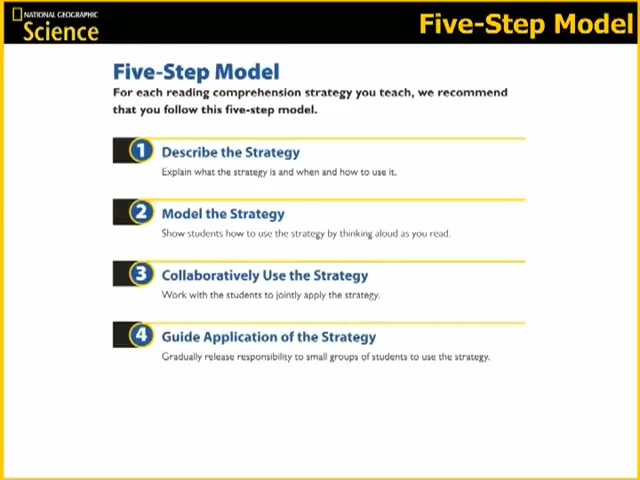 NATIONAL GEOGRAPHIC
Science
Five-Step Model
Five-Step Model
For each reading comprehension strategy you teach, we recommend
that you follow this five-step model.
1 Describe the Strategy
Explain what the strategy is and when and how to use it.
2 Model the Strategy
Show students how to use the strategy by thinking aloud as you read.
3 Collaboratively Use the Strategy
Work with the students to jointly apply the strategy.
4 Guide Application of the Strategy
Gradually release responsibility to small groups of students to use the strategy.